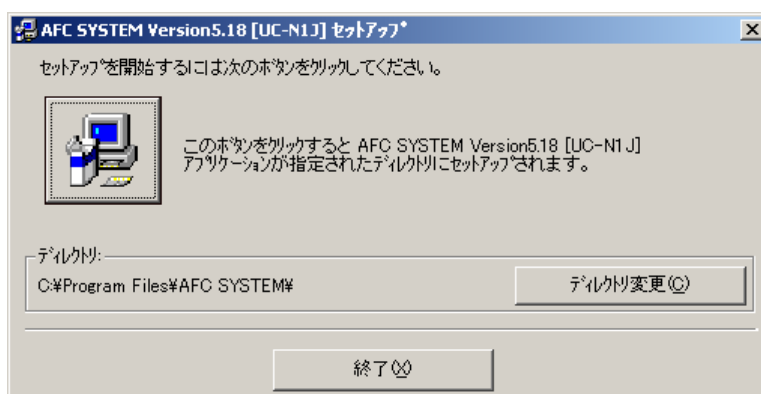 AFC SYSTEM Version5.18 [UC-N1J] ｾｯﾄｱｯﾌﾟ
ｾｯﾄｱｯﾌﾟを開始するには次のﾎﾞﾀﾝをｸﾘｯｸしてください。
このﾎﾞﾀﾝをｸﾘｯｸすると AFC SYSTEM Version5.18 [UC-N1J]
ｱﾌﾟﾘｹｰｼｮﾝが指定されたﾃﾞｨﾚｸﾄﾘにｾｯﾄｱｯﾌﾟされます。
ﾃﾞｨﾚｸﾄﾘ:
C:¥Program Files¥AFC SYSTEM¥
ﾃﾞｨﾚｸﾄﾘ変更(C)
終了(X)